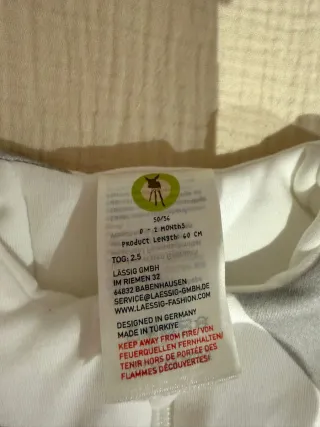 50/56
0 - 2 MONTHS
PRODUCT LENGTH: 60 CM
TOG: 2.5
LÄSSIG GMBH
IM RIEMEN 32
64832 BABENHAUSEN
SERVICE@LAESSIG-GMBH.DE
WWW.LAESSIG-FASHION.COM
DESIGNED IN GERMANY
MADE IN TÜRKIYE
KEEP AWAY FROM FIRE/ VON
FEUERQUELLEN FERNHALTEN/
TENIR HORS DE PORTÉE DES
FLAMMES DÉCOUVERTES!